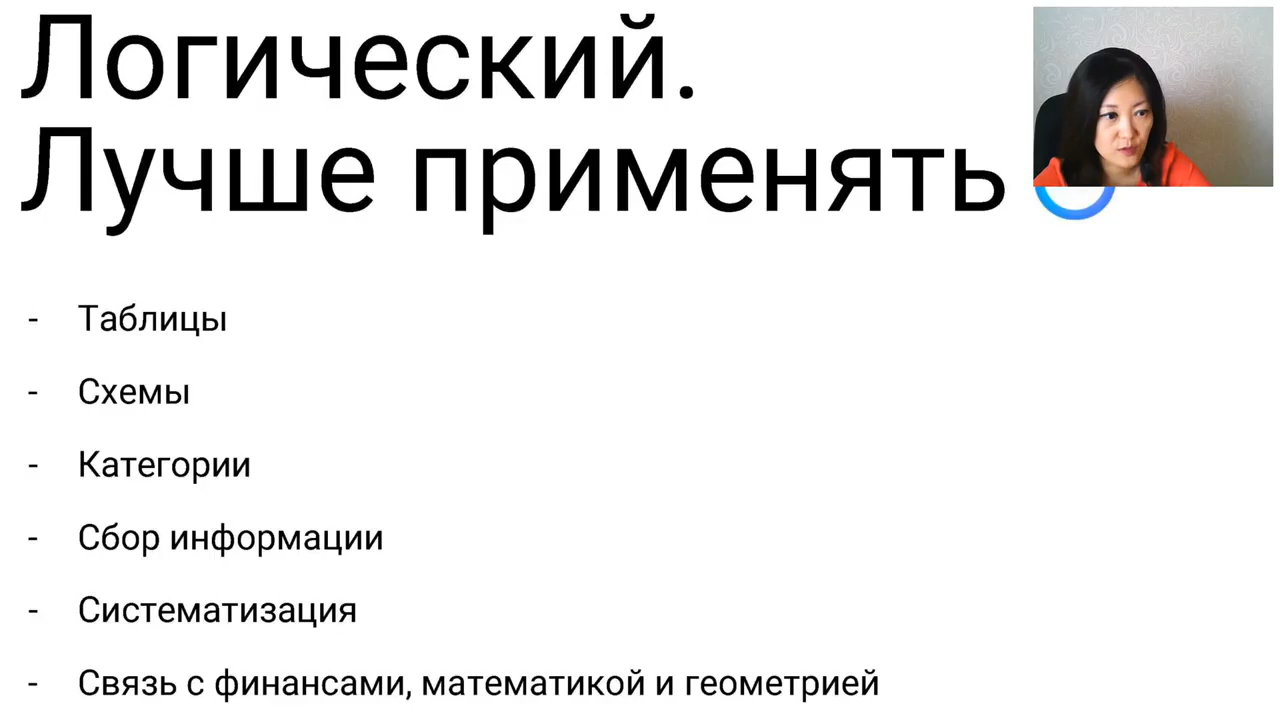 Логический.
Лучше применять
- Таблицы
- Схемы
- Категории
- Сбор информации
- Систематизация
- Связь с финансами, математикой и геометрией